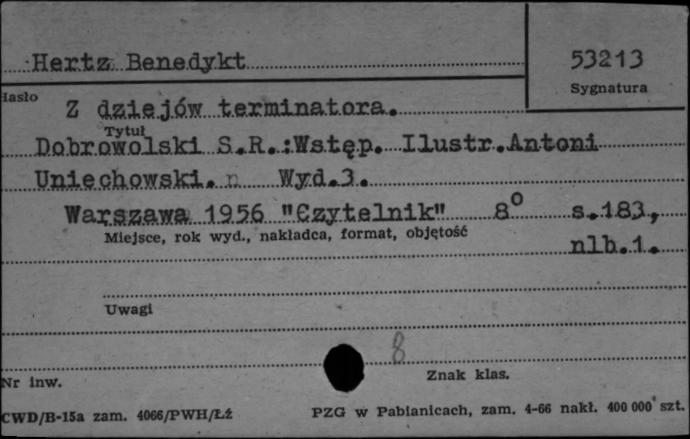 Hertz Benedykt
53213
Sygnatura
Hasło
Z dziejów terminatora.
Tytuł
Dobrowolski S.R.:Wstęp. Ilustr.Antoni
Uniechowski. n Wyd.3.
Warszawa 1956 "Czytelnik" 8° s.183,
Miejsce, rok wyd., nakładca, format, objętość
nlb.1.
Uwagi
8
Nr inw.
Znak klas.
CWD/B-15a zam. 4066/PWH/Łź
PZG w Pabianicach, zam. 4-66 nakł. 400 000 szt.